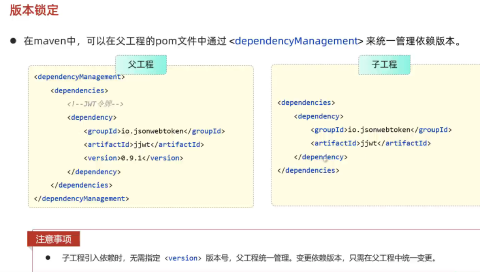 版本锁定
● 在maven中，可以在父工程的pom文件中通过 <dependencyManagement> 来统一管理依赖版本。
父工程
<dependencyManagement>
<dependencies>
<!--JWT令牌-->
<dependency>
<groupId>io.jsonwebtoken</groupId>
<artifactId>jjwt</artifactId>
<version>0.9.1</version>
</dependency>
</dependencies>
</dependencyManagement>
子工程
<dependencies>
<dependency>
<groupId>io.jsonwebtoken</groupId>
<artifactId>jjwt</artifactId>
</dependency>
</dependencies>
注意事项
● 子工程引入依赖时，无需指定 <version> 版本号，父工程统一管理。变更依赖版本，只需在父工程中统一变更。